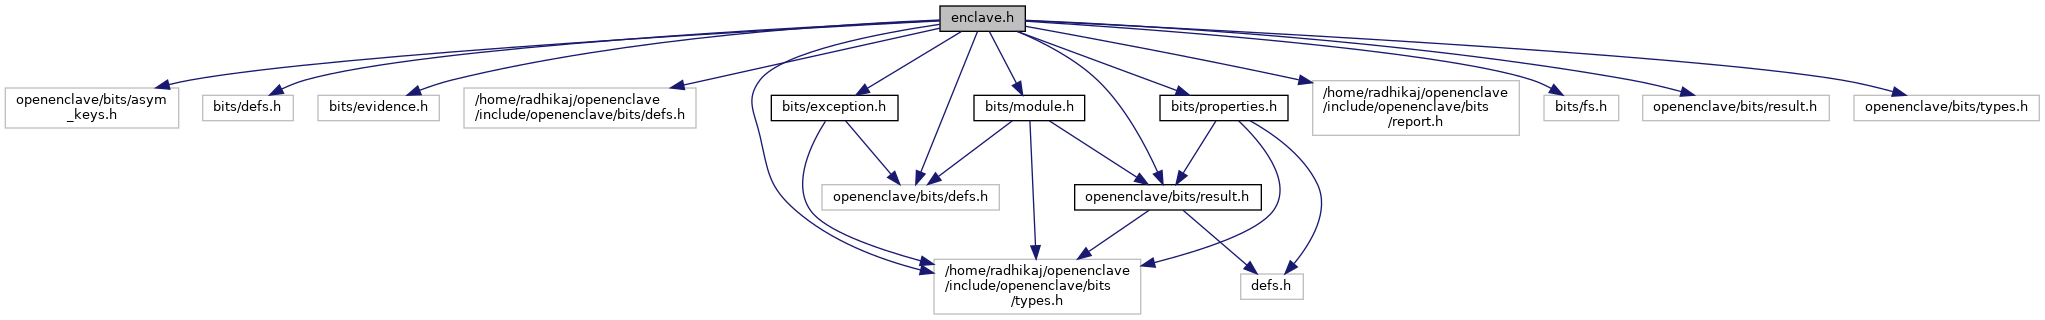 enclave.h
openenclave/bits/asym
_keys.h
bits/defs.h
bits/evidence.h
/home/radhikaj/openenclave
/include/openenclave/bits/defs.h
bits/exception.h
bits/module.h
bits/properties.h
/home/radhikaj/openenclave
/include/openenclave/bits
/report.h
bits/fs.h
openenclave/bits/result.h
openenclave/bits/types.h
openenclave/bits/defs.h
openenclave/bits/result.h
/home/radhikaj/openenclave
/include/openenclave/bits
/types.h
defs.h